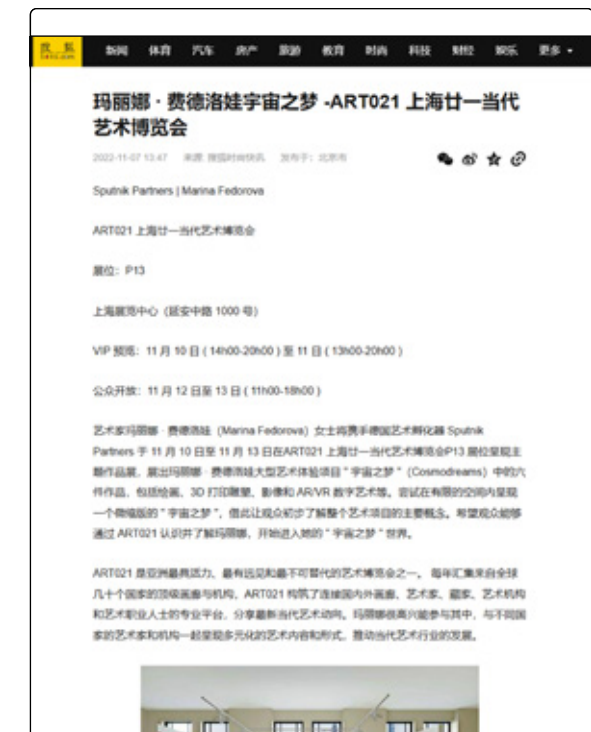 搜狐
新闻 体育 汽车 房产 旅游 教育 时尚 科技 财经 娱乐 更多
玛丽娜·费德洛娃宇宙之梦 -ART021 上海廿一当代
艺术博览会
2022-11-07 13:47 来源: 搜狐时尚快讯 发布于: 北京市
Sputnik Partners | Marina Fedorova
ART021 上海廿一当代艺术博览会
展位: P13
上海展览中心 (延安中路 1000 号)
VIP 预览: 11 月 10 日 ( 14h00-20h00 ) 至 11 日 ( 13h00-20h00 )
公众开放: 11 月 12 日至 13 日 ( 11h00-18h00 )
艺术家玛丽娜·费德洛娃 (Marina Fedorova) 女士将携手德国艺术孵化器 Sputnik
Partners 于 11 月 10 日至 11 月 13 日在ART021 上海廿一当代艺术博览会P13 展位呈现主
题作品展, 展出玛丽娜·费德洛娃大型艺术体验项目 "宇宙之梦" (Cosmodreams) 中的六
件作品, 包括绘画、3D 打印雕塑、影像和 AR/VR 数字艺术等。尝试在有限的空间内呈现
一个微缩版的 "宇宙之梦", 借此让观众初步了解整个艺术项目的主要概念。希望观众能够
通过 ART021 认识并了解玛丽娜, 开始进入她的 "宇宙之梦" 世界。
ART021 是亚洲最具活力、最有远见和最不可替代的艺术博览会之一。 每年汇集来自全球
几十个国家的顶级画廊与机构, ART021 构筑了连接国内外画廊、艺术家、藏家、艺术机构
和艺术职业人士的专业平台, 分享最新当代艺术动向。玛丽娜很高兴能参与其中, 与不同国
家的艺术家和机构一起呈现多元化的艺术内容和形式, 推动当代艺术行业的发展。